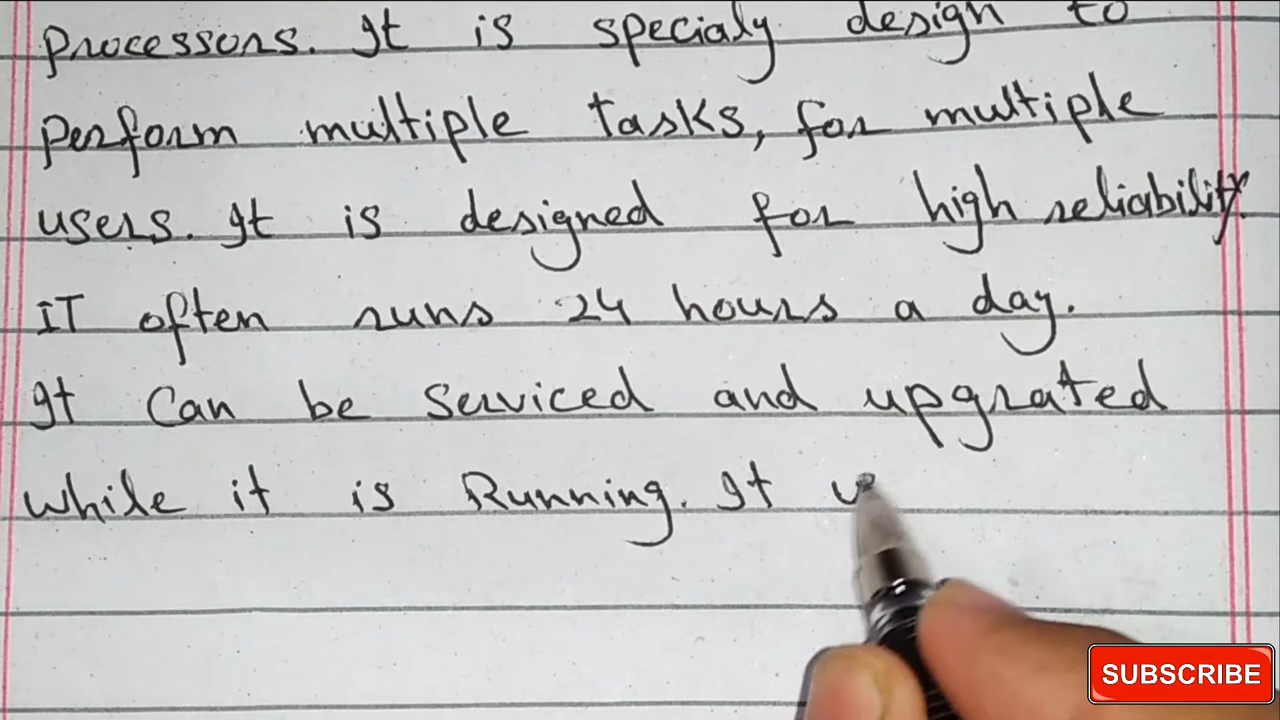 processors. It is specialy design to
perform multiple tasks, for multiple
users. It is designed for high reliability
IT often runs 24 hours a day.
It Can be serviced and upgrated
while it is Running. It
SUBSCRIBE